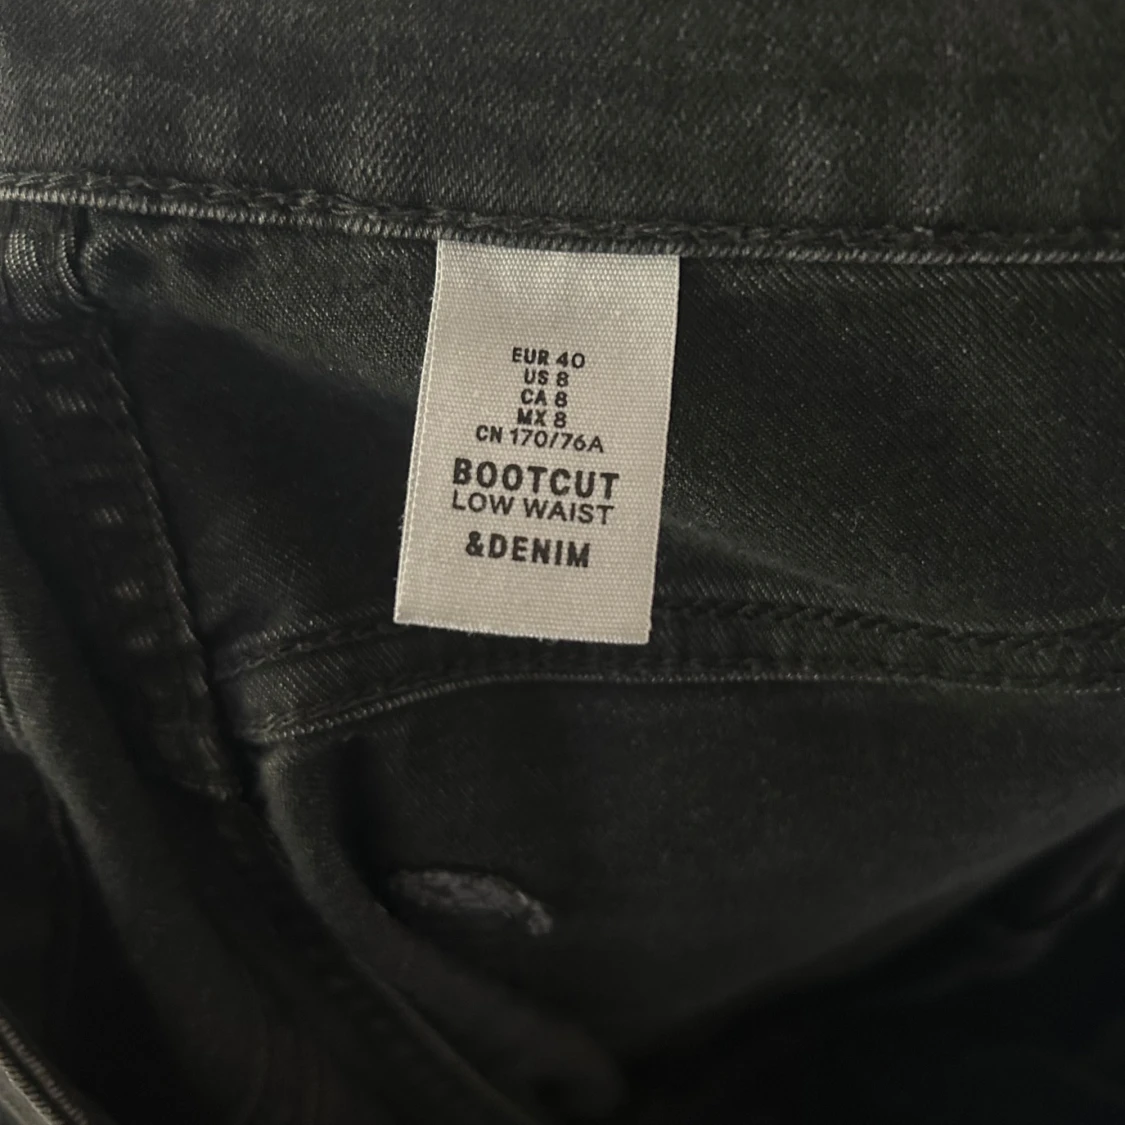 EUR 40
US 8
CA 8
MX 8
CN 170/76A
BOOTCUT
LOW WAIST
&DENIM